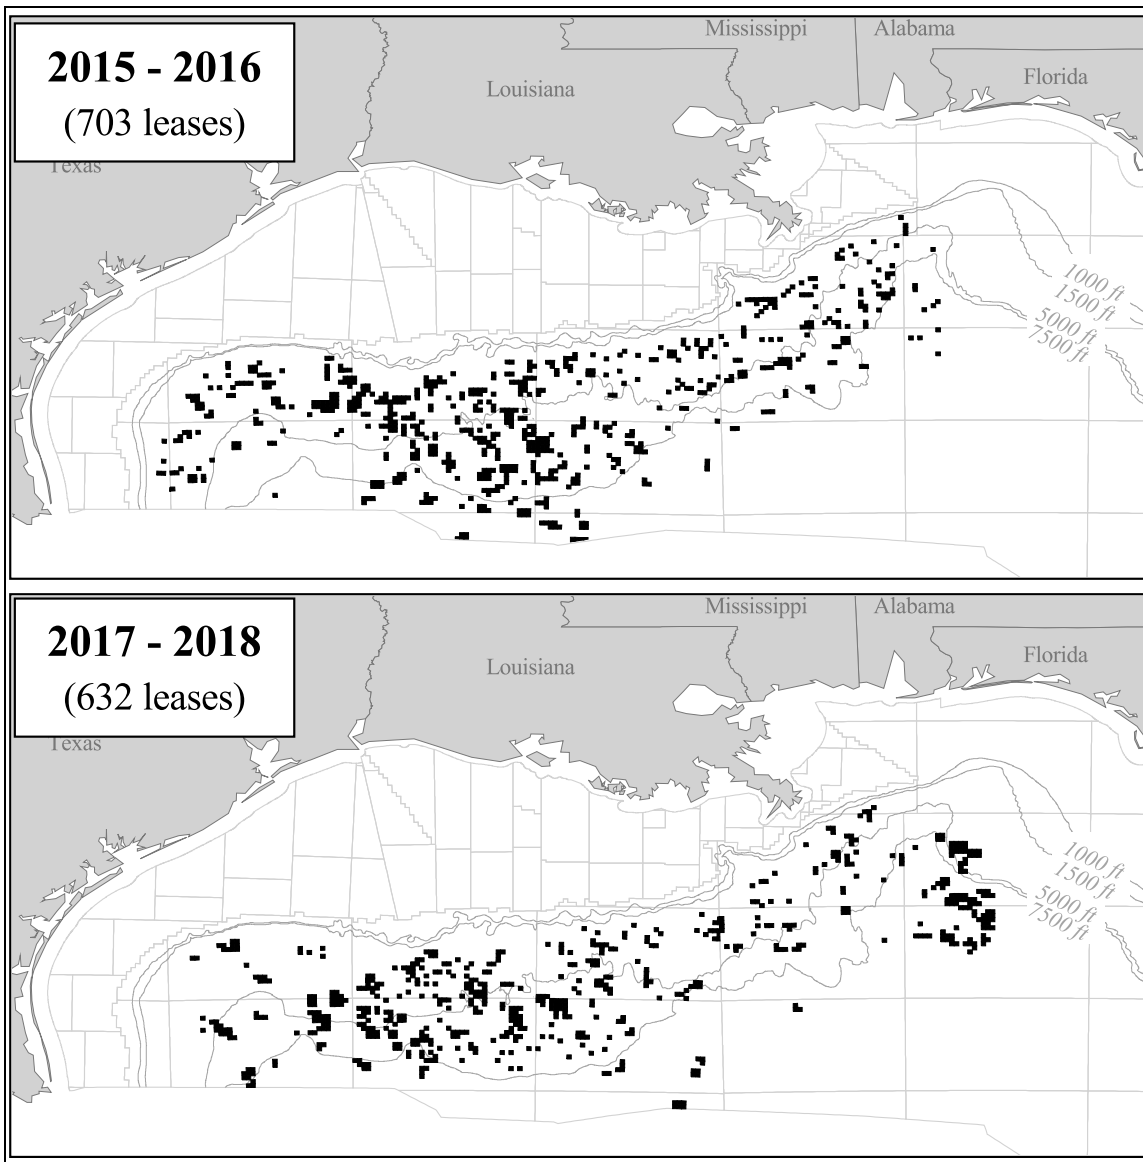 Mississippi
Alabama
2015 - 2016
(703 leases)
Louisiana
Florida
Texas
1000 ft
1500 ft
5000 ft
7500 ft
Mississippi
Alabama
2017 - 2018
(632 leases)
Louisiana
Florida
Texas
1000 ft
1500 ft
5000 ft
7500 ft